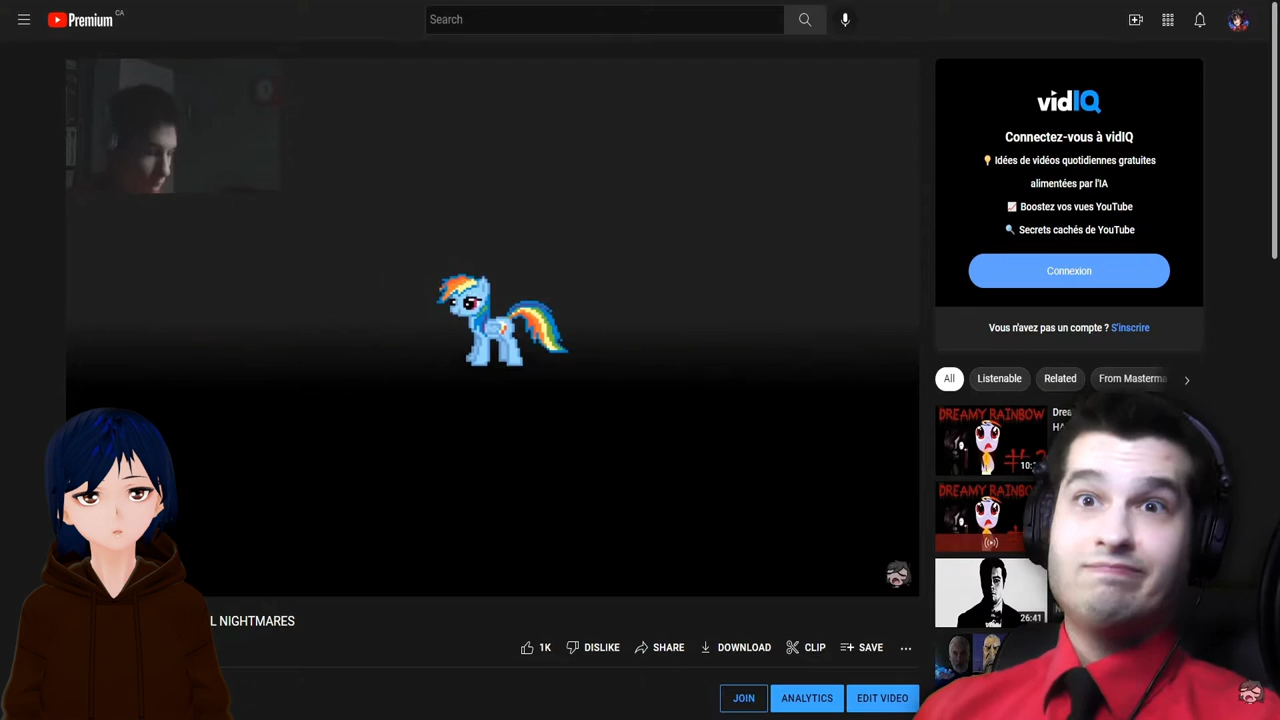 Premium CA
Search
vidIQ
Connectez-vous à vidIQ
Idées de vidéos quotidiennes gratuites
alimentées par l'IA
Boostez vos vues YouTube
Secrets cachés de YouTube
Connexion
Vous n'avez pas un compte ? S'inscrire
All
Listenable
Related
From
DREAMY RAINBOW
DREAMY RAINBOW
26:41
L NIGHTMARES
1K
DISLIKE
SHARE
DOWNLOAD
CLIP
SAVE
JOIN
ANALYTICS
EDIT VIDEO